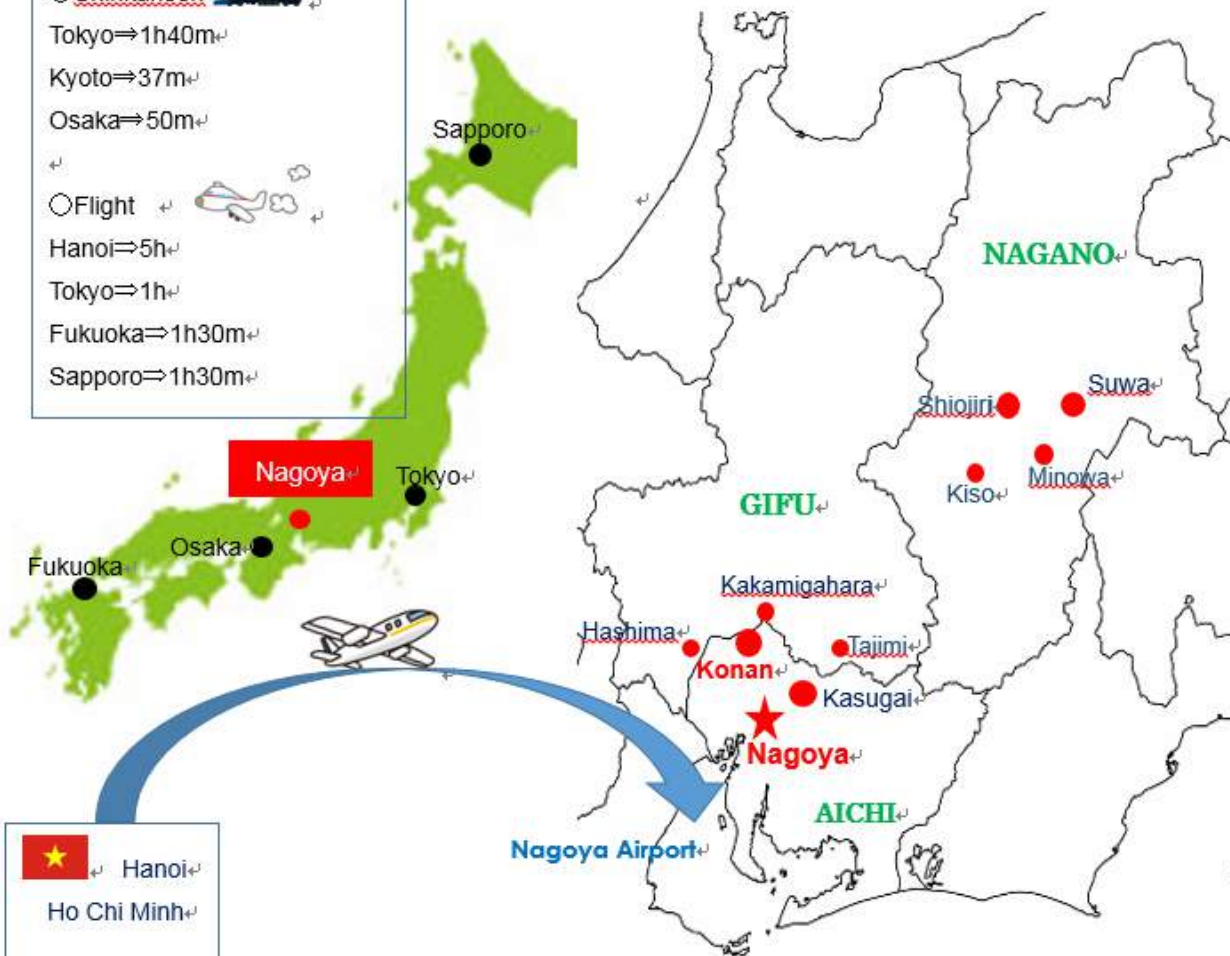 Tokyo⇒1h40m
Kyoto⇒37m
Osaka⇒50m
○Flight
Hanoi⇒5h
Tokyo⇒1h
Fukuoka⇒1h30m
Sapporo⇒1h30m
Sapporo
Nagoya
Tokyo
Osaka
Fukuoka
Hanoi
Ho Chi Minh
NAGANO
Shiojiri
Suwa
Minowa
Kiso
GIFU
Kakamigahara
Hashima
Tajimi
Konan
Kasugai
Nagoya
AICHI
Nagoya Airport